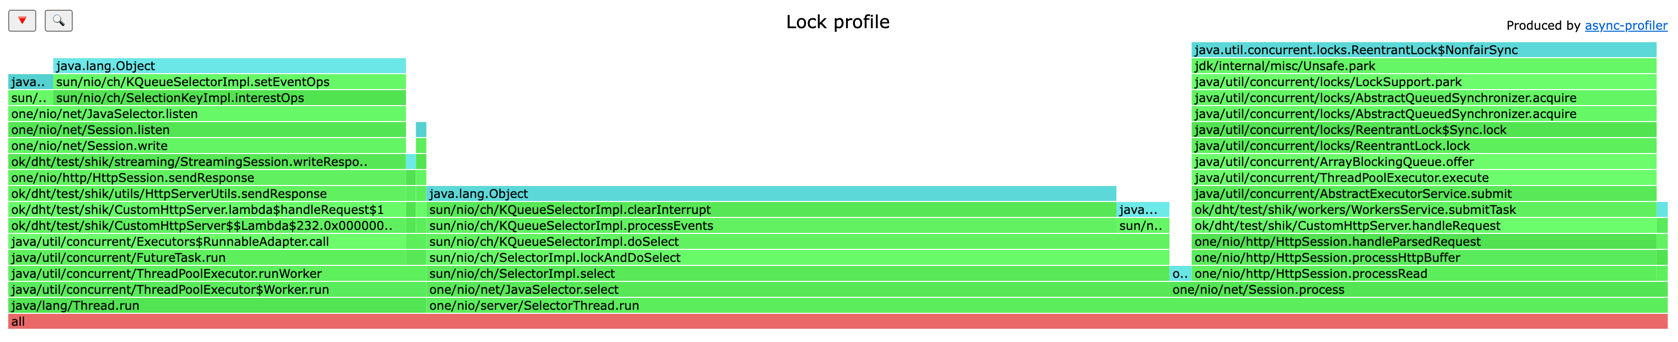 Lock profile
Produced by async-profiler
java.util.concurrent.locks.ReentrantLock$NonfairSync
java.lang.Object
jdk/internal/misc/Unsafe.park
java..
sun/nio/ch/KQueueSelectorImpl.setEventOps
java/util/concurrent/locks/LockSupport.park
sun/..
sun/nio/ch/SelectionKeyImpl.interestOps
java/util/concurrent/locks/AbstractQueuedSynchronizer.acquire
one/nio/net/JavaSelector.listen
java/util/concurrent/locks/AbstractQueuedSynchronizer.acquire
one/nio/net/Session.listen
java/util/concurrent/locks/ReentrantLock$Sync.lock
one/nio/net/Session.write
java/util/concurrent/locks/ReentrantLock.lock
ok/dht/test/shik/streaming/StreamingSession.writeRespo..
java/util/concurrent/ArrayBlockingQueue.offer
one/nio/http/HttpSession.sendResponse
java/util/concurrent/ThreadPoolExecutor.execute
ok/dht/test/shik/utils/HttpServerUtils.sendResponse
java.lang.Object
java/util/concurrent/AbstractExecutorService.submit
ok/dht/test/shik/CustomHttpServer.lambda$handleRequest$1
sun/nio/ch/KQueueSelectorImpl.clearInterrupt
java...
ok/dht/test/shik/workers/WorkersService.submitTask
ok/dht/test/shik/CustomHttpServer$$Lambda$232.0x000000..
sun/nio/ch/KQueueSelectorImpl.processEvents
sun/n..
ok/dht/test/shik/CustomHttpServer.handleRequest
java/util/concurrent/Executors$RunnableAdapter.call
sun/nio/ch/KQueueSelectorImpl.doSelect
one/nio/http/HttpSession.handleParsedRequest
java/util/concurrent/FutureTask.run
sun/nio/ch/SelectorImpl.lockAndDoSelect
one/nio/http/HttpSession.processHttpBuffer
java/util/concurrent/ThreadPoolExecutor.runWorker
sun/nio/ch/SelectorImpl.select
o..
one/nio/http/HttpSession.processRead
java/util/concurrent/ThreadPoolExecutor$Worker.run
one/nio/net/JavaSelector.select
one/nio/net/Session.process
java/lang/Thread.run
one/nio/server/SelectorThread.run
all